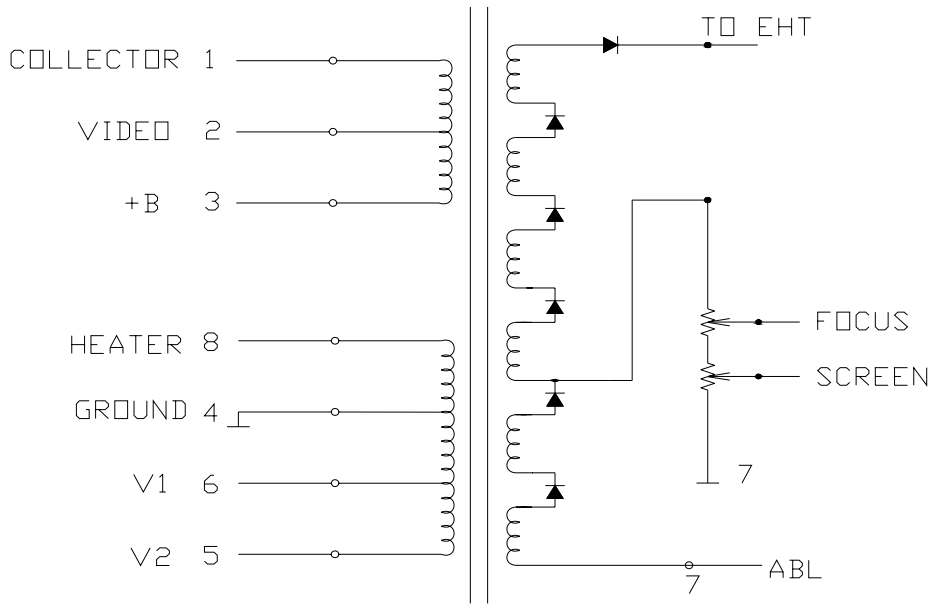 TO EHT
COLLECTOR 1
VIDEO 2
+B 3
FOCUS
HEATER 8
SCREEN
GROUND 4
7
V1 6
V2 5
ABL
7